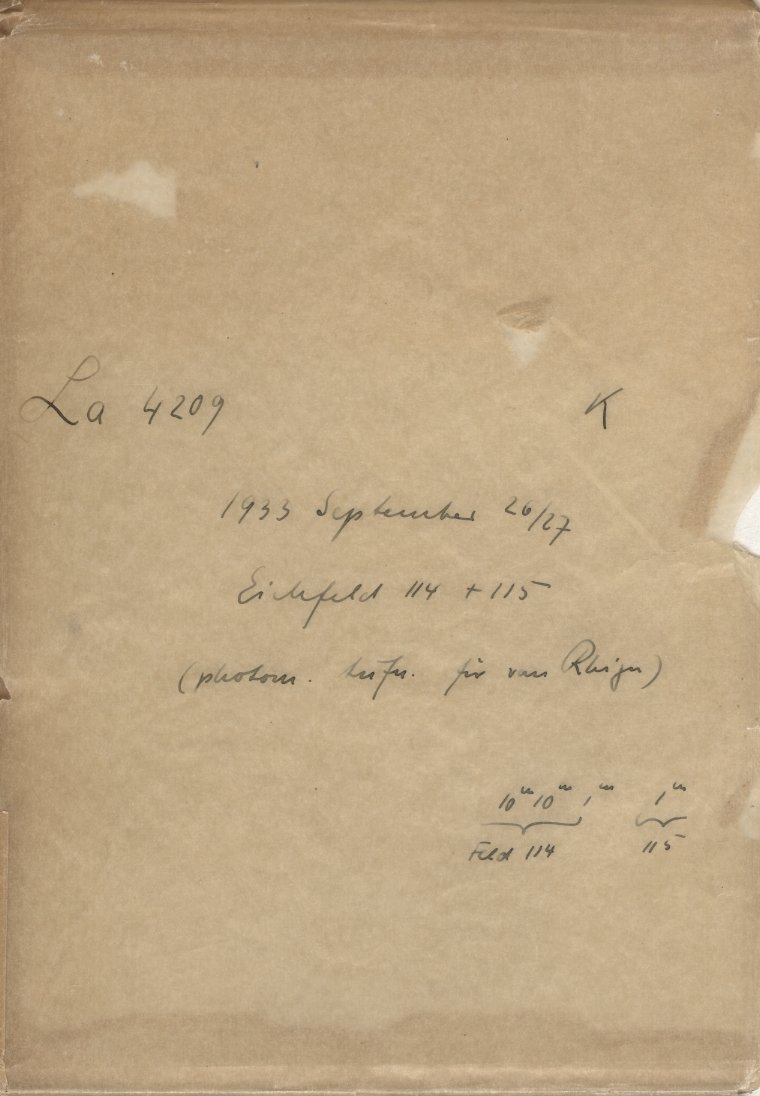 La 4209 K
1933 September 26/27
Eichfeld 114 + 115
(photom. Aufn. für van Rhijn)
10ᵐ 10ᵐ 1ᵐ 1ᵐ
Feld 114 115